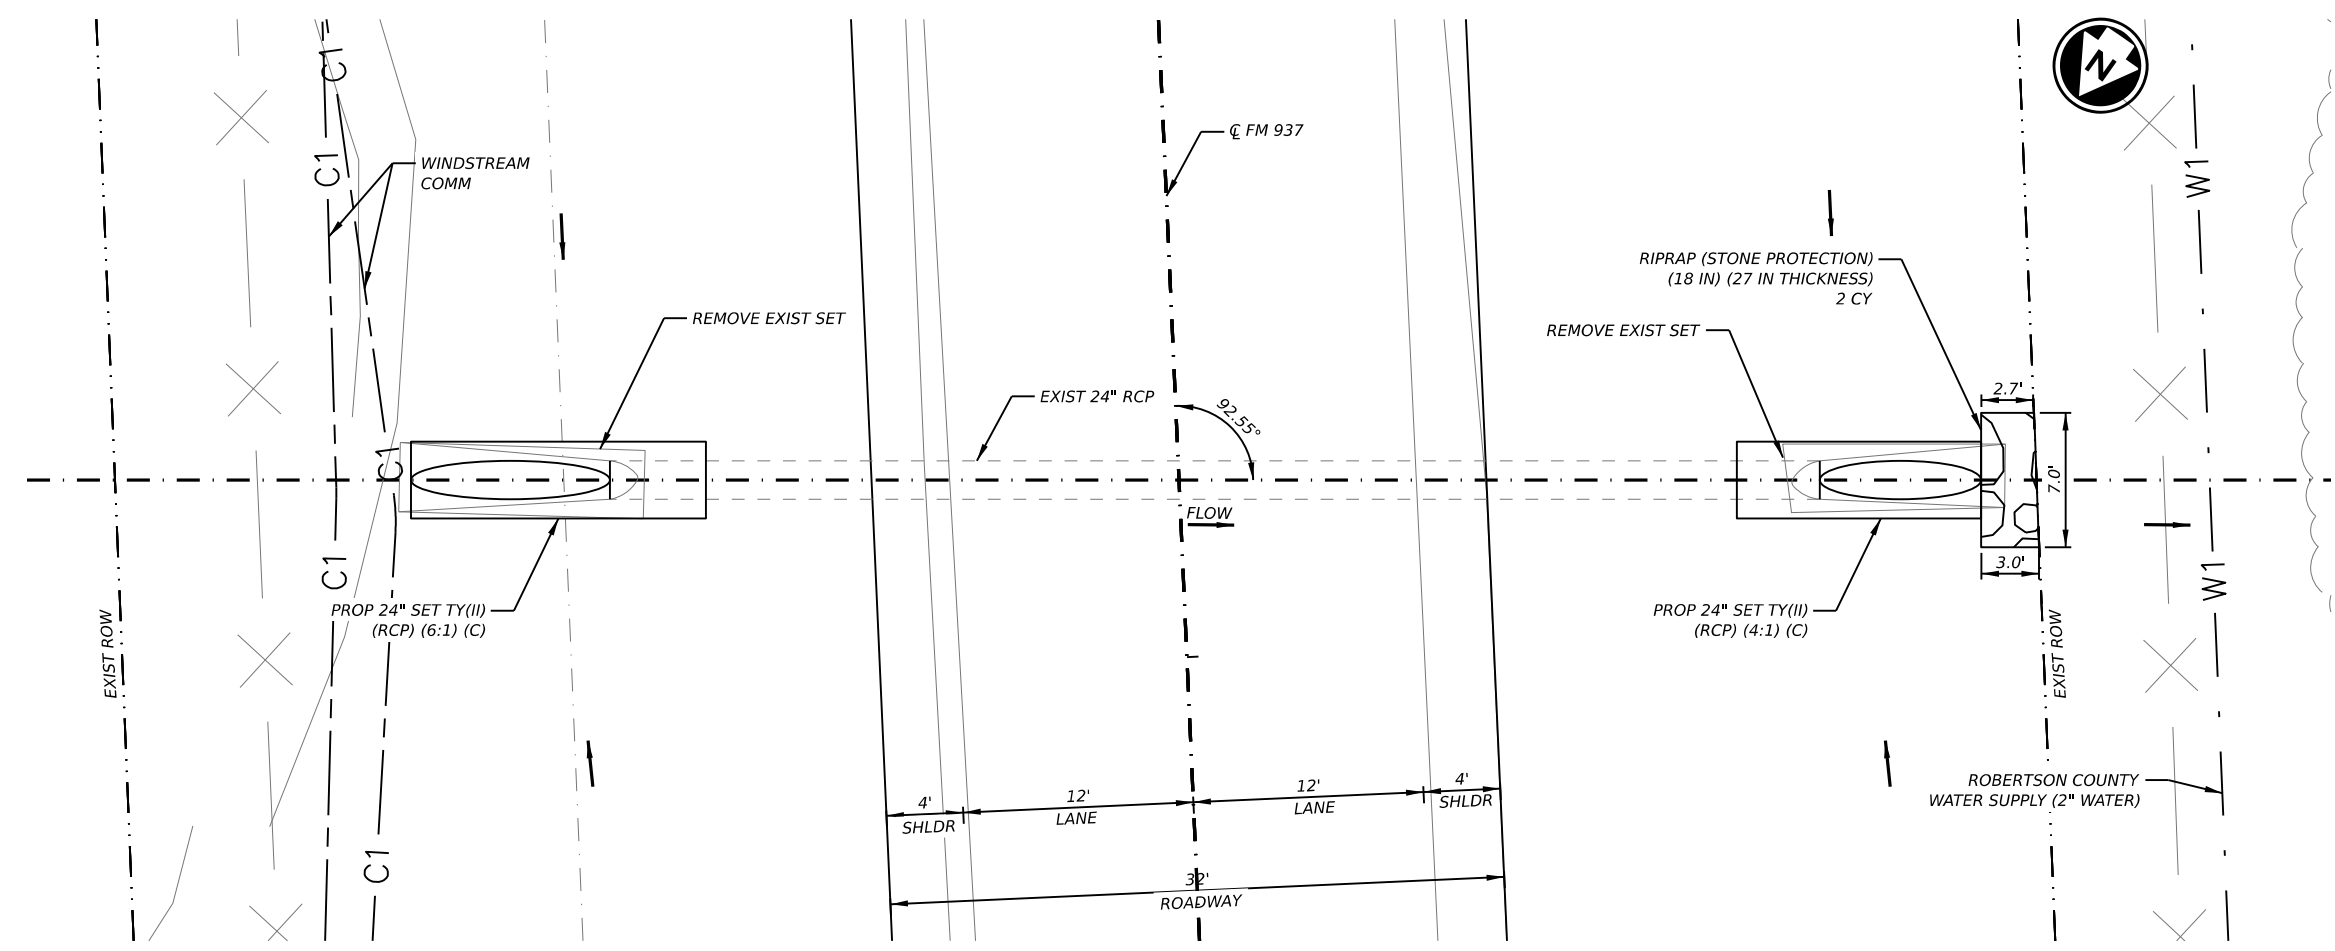 C1
N
℄ FM 937
C1
WINDSTREAM
COMM
W1
RIPRAP (STONE PROTECTION)
(18 IN) (27 IN THICKNESS)
2 CY
REMOVE EXIST SET
REMOVE EXIST SET
EXIST 24" RCP
92.55°
2.7'
C1
7.0'
FLOW
3.0'
C1
W1
PROP 24" SET TY(II)
(RCP) (6:1) (C)
PROP 24" SET TY(II)
(RCP) (4:1) (C)
EXIST ROW
EXIST ROW
4'
SHLDR
12'
LANE
12'
LANE
4'
SHLDR
ROBERTSON COUNTY
WATER SUPPLY (2" WATER)
C1
32'
ROADWAY